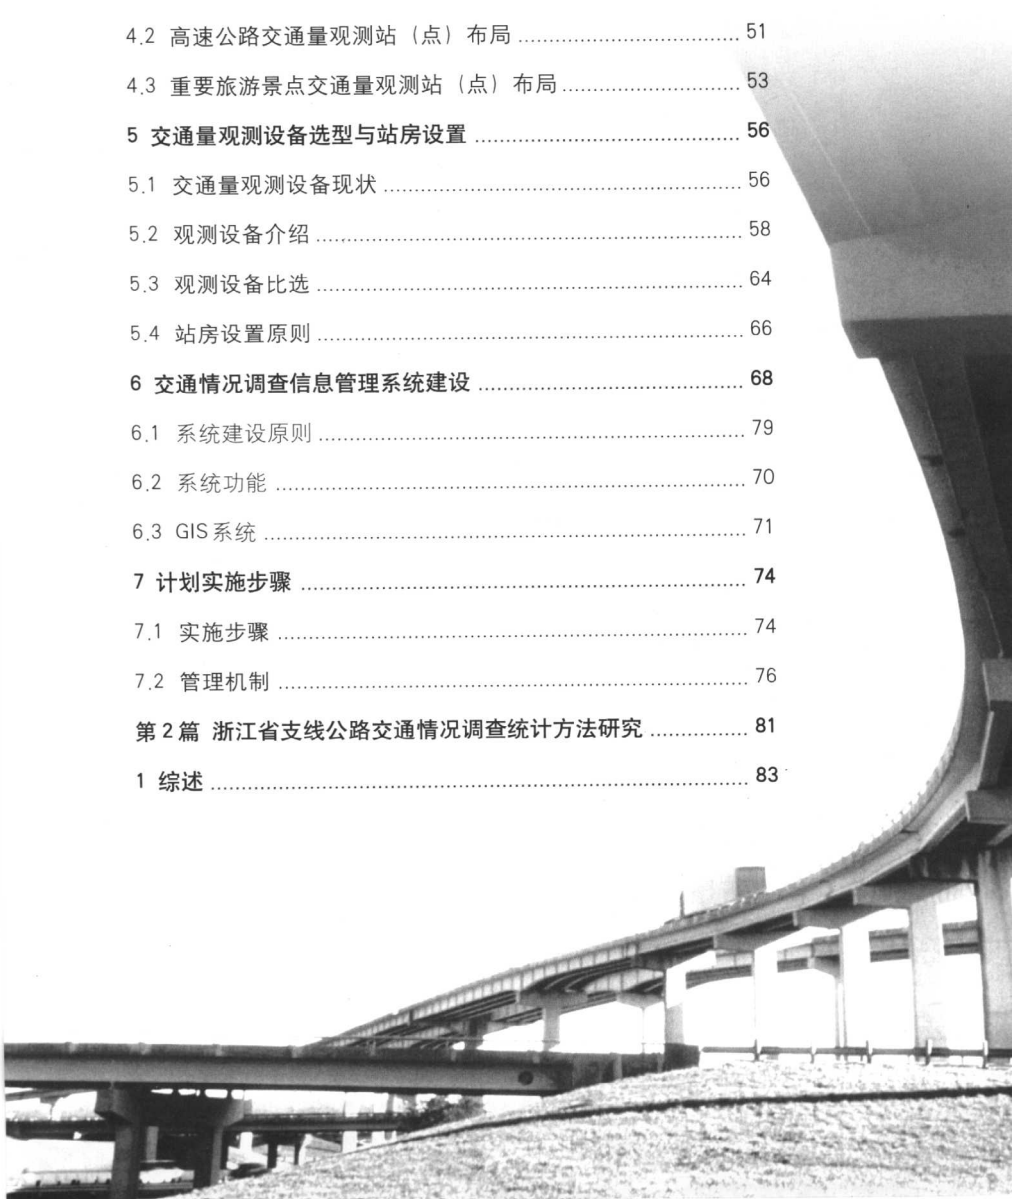 4.2 高速公路交通量观测站（点）布局 51
4.3 重要旅游景点交通量观测站（点）布局 53
5 交通量观测设备选型与站房设置 56
5.1 交通量观测设备现状 56
5.2 观测设备介绍 58
5.3 观测设备比选 64
5.4 站房设置原则 66
6 交通情况调查信息管理系统建设 68
6.1 系统建设原则 79
6.2 系统功能 70
6.3 GIS系统 71
7 计划实施步骤 74
7.1 实施步骤 74
7.2 管理机制 76
第2篇 浙江省支线公路交通情况调查统计方法研究 81
1 综述 83